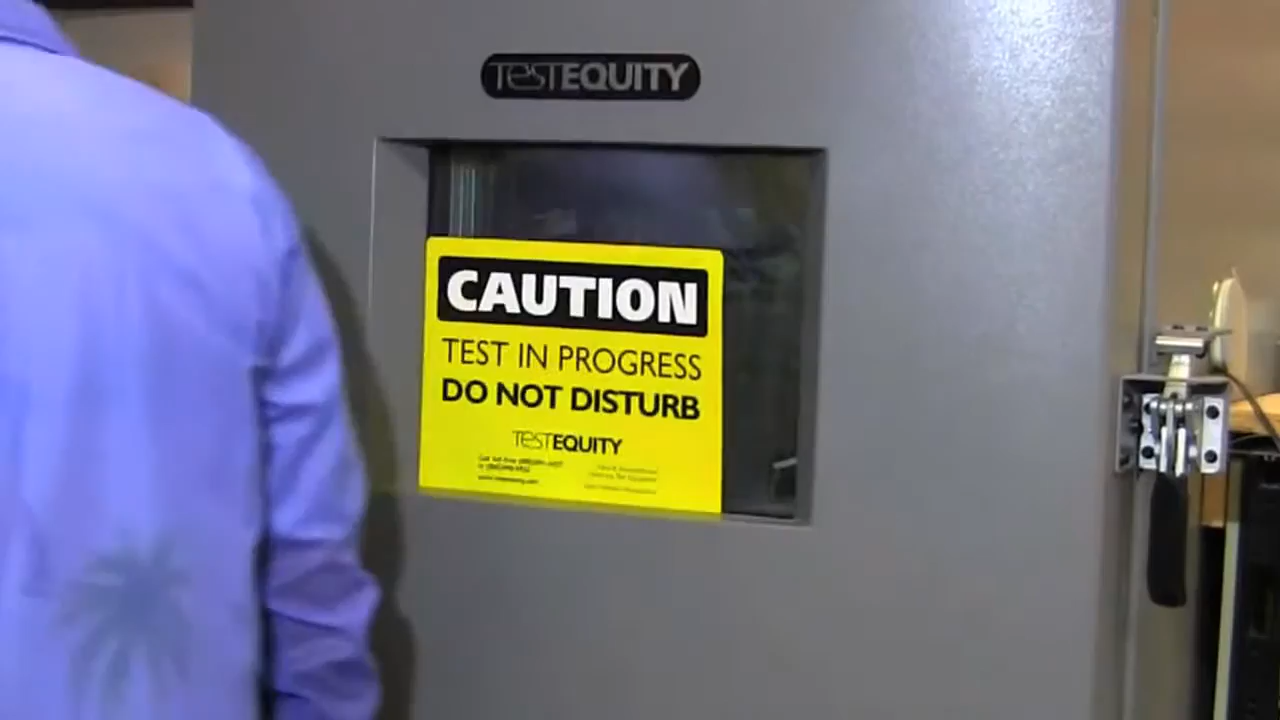 TESTEQUITY
CAUTION
TEST IN PROGRESS
DO NOT DISTURB
TESTEQUITY